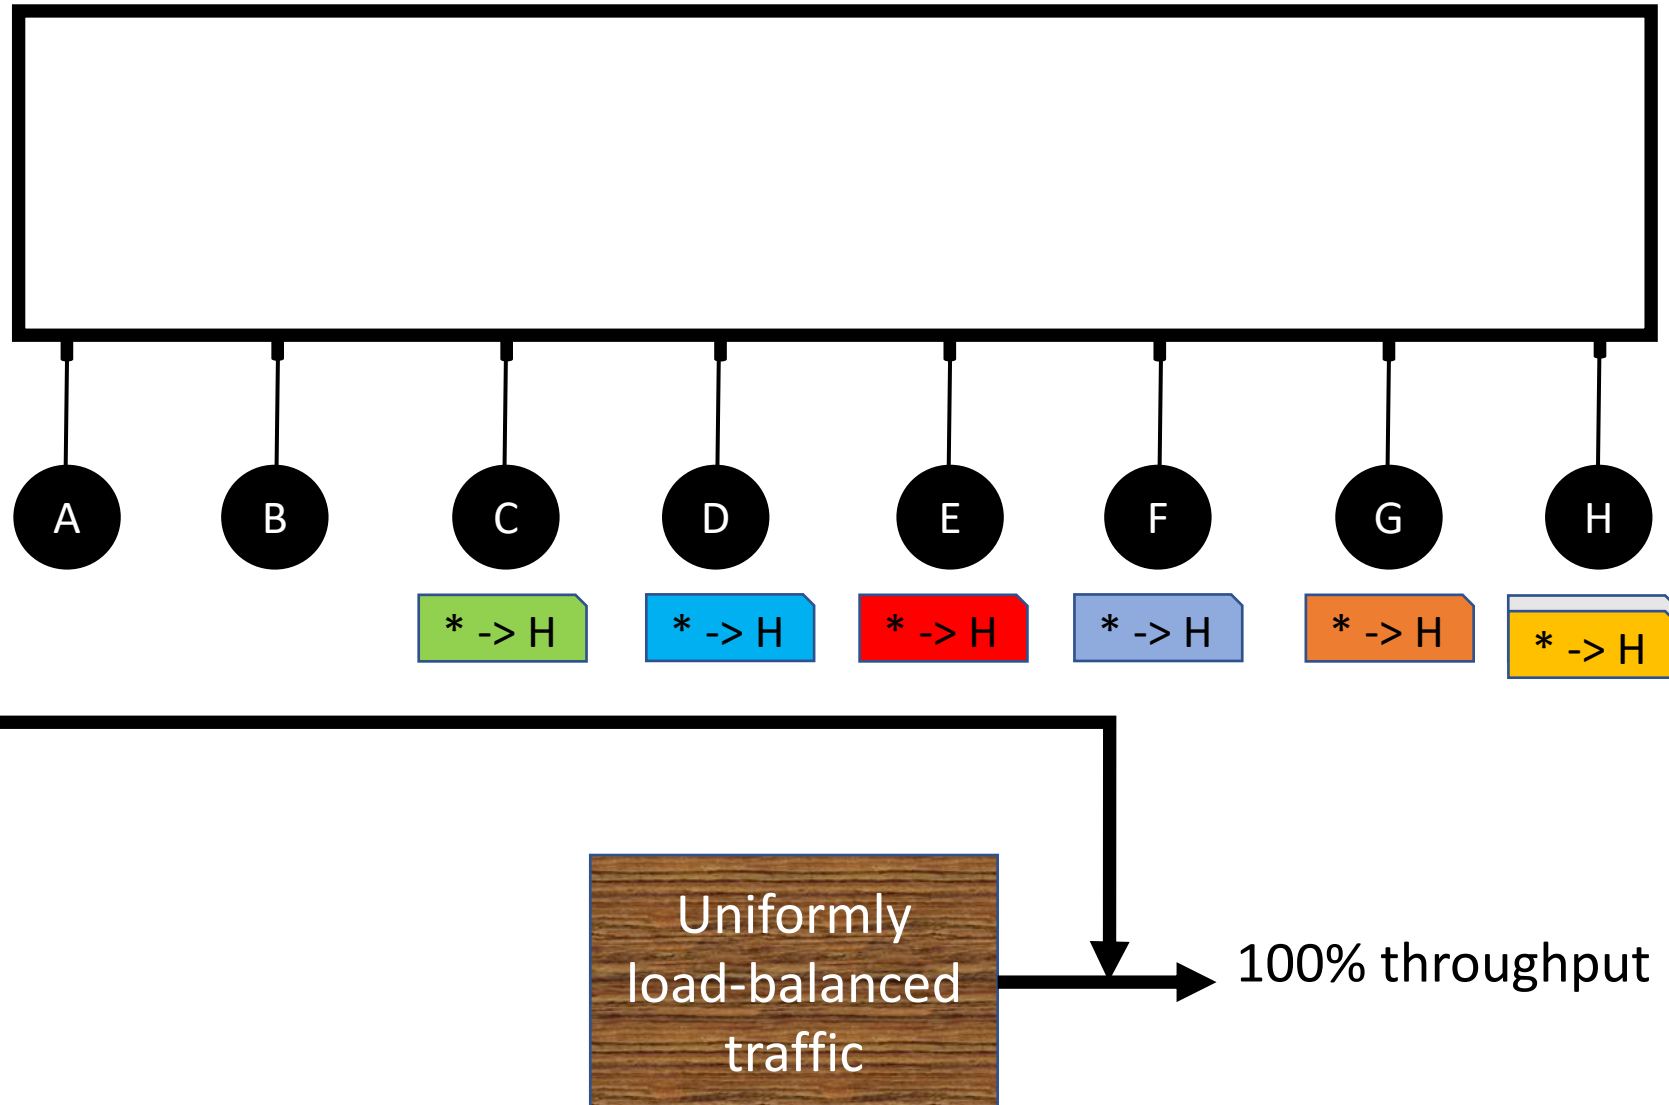 A B C D E F G H
* -> H * -> H * -> H * -> H * -> H * -> H
Uniformly
load-balanced
traffic
100% throughput